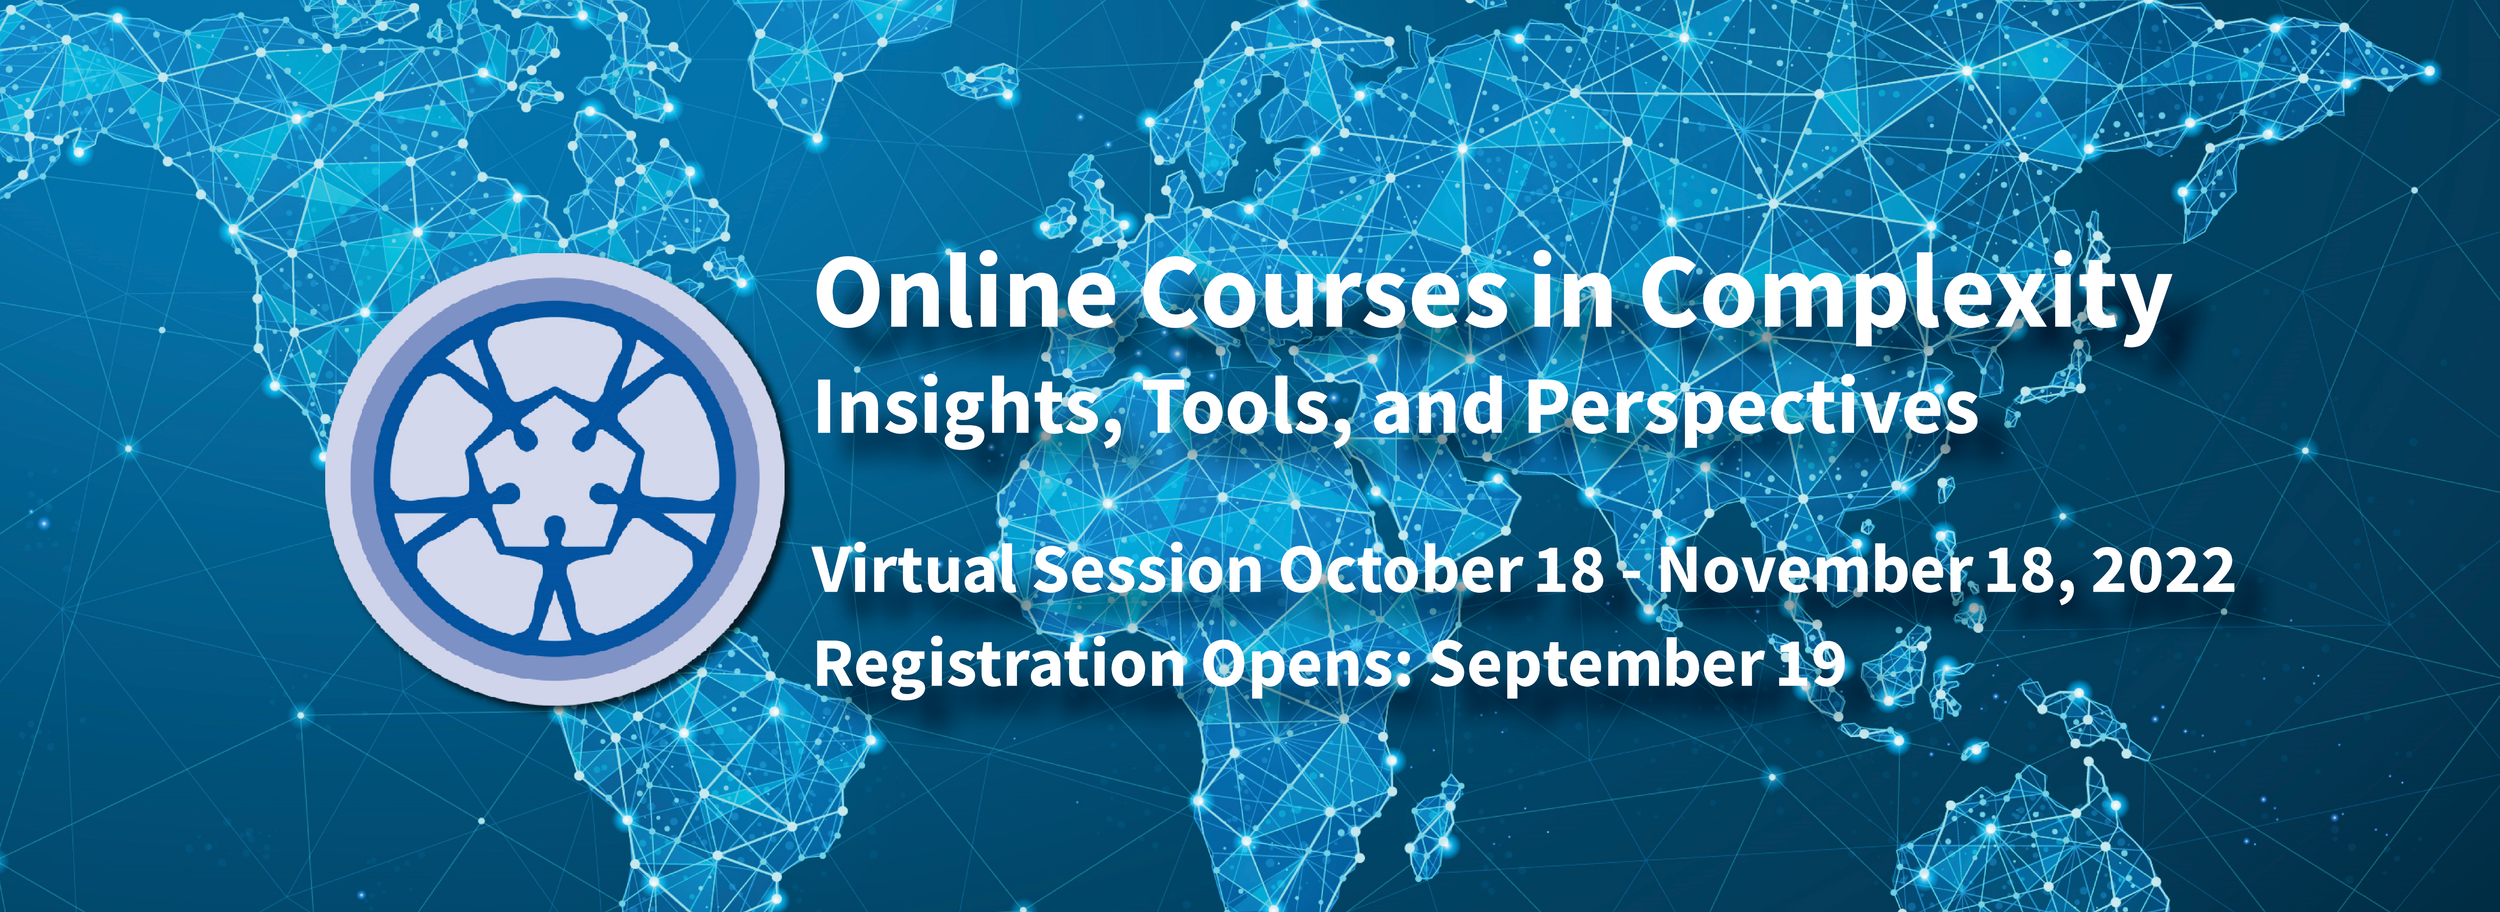 Online Courses in Complexity
Insights, Tools, and Perspectives
Virtual Session October 18 - November 18, 2022
Registration Opens: September 19